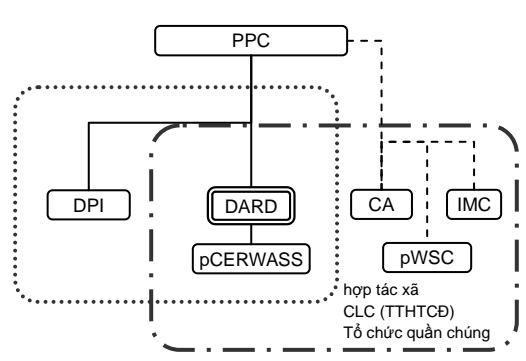 PPC
DPI
DARD
CA
IMC
pCERWASS
pWSC
hợp tác xã
CLC (TTHTCĐ)
Tổ chức quần chúng